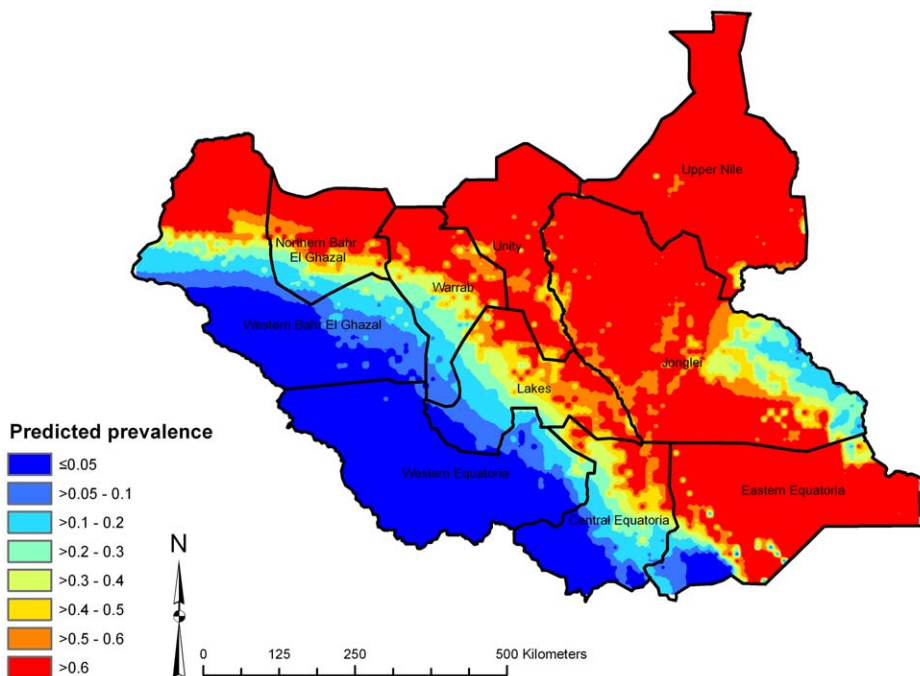 Upper Nile
Northern Bahr
El Ghazal
Unity
Warrab
Western Bahr El Ghazal
Jonglei
Lakes
Western Equatoria
Eastern Equatoria
Central Equatoria
Predicted prevalence
≤0.05
>0.05 - 0.1
>0.1 - 0.2
>0.2 - 0.3
>0.3 - 0.4
>0.4 - 0.5
>0.5 - 0.6
>0.6
N
0 125 250 500 Kilometers